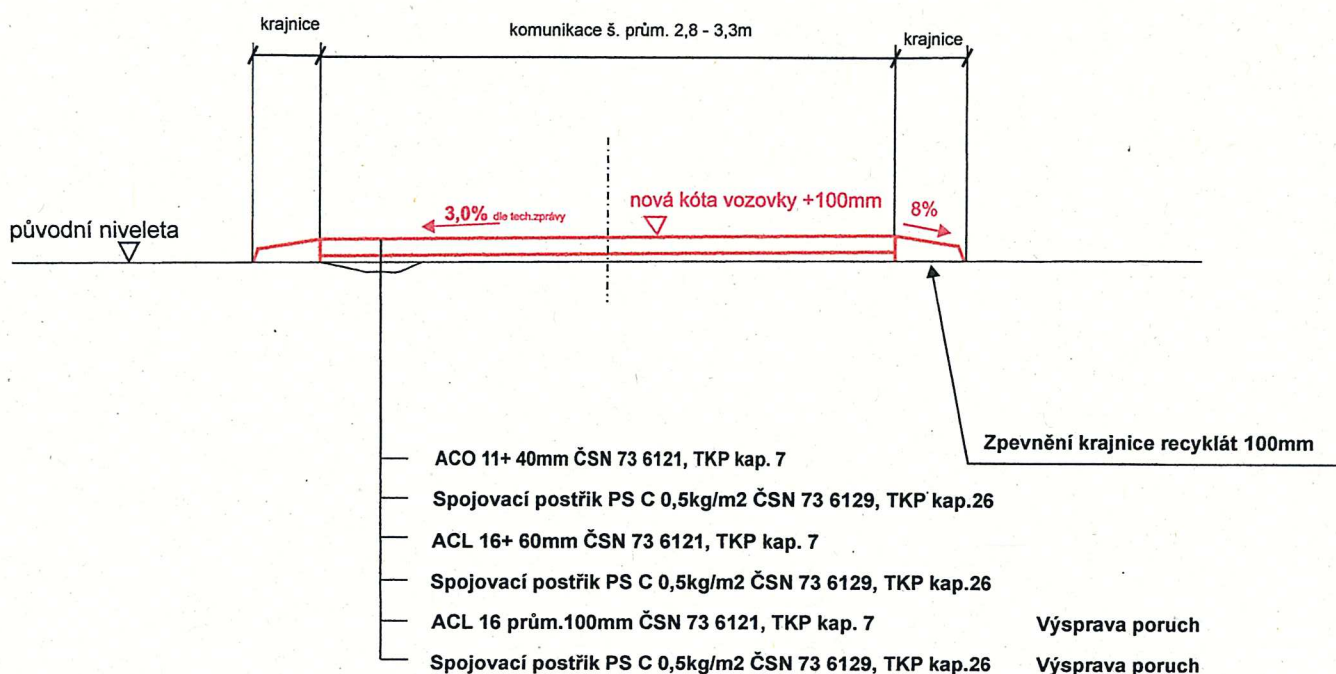 krajnice
komunikace š. prům. 2,8 - 3,3m
krajnice
původní niveleta
3,0% dle tech.zprávy
nová kóta vozovky +100mm
8%
Zpevnění krajnice recyklát 100mm
ACO 11+ 40mm ČSN 73 6121, TKP kap. 7
Spojovací postřik PS C 0,5kg/m2 ČSN 73 6129, TKP kap.26
ACL 16+ 60mm ČSN 73 6121, TKP kap. 7
Spojovací postřik PS C 0,5kg/m2 ČSN 73 6129, TKP kap.26
ACL 16 prům.100mm ČSN 73 6121, TKP kap. 7 Výsprava poruch
Spojovací postřik PS C 0,5kg/m2 ČSN 73 6129, TKP kap.26 Výsprava poruch